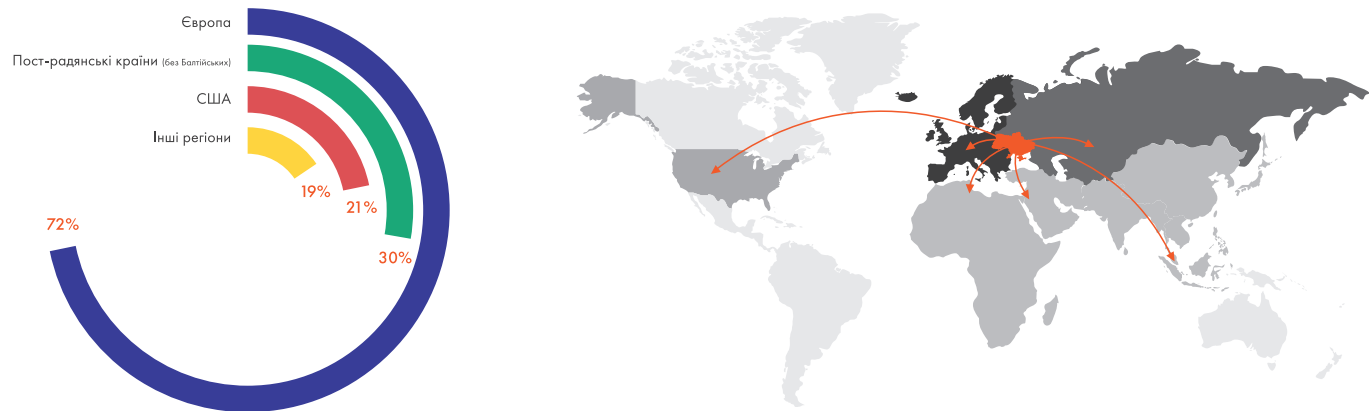 Європа
Пост-радянські країни (без Балтійських)
США
Інші регіони
19%
21%
72%
30%